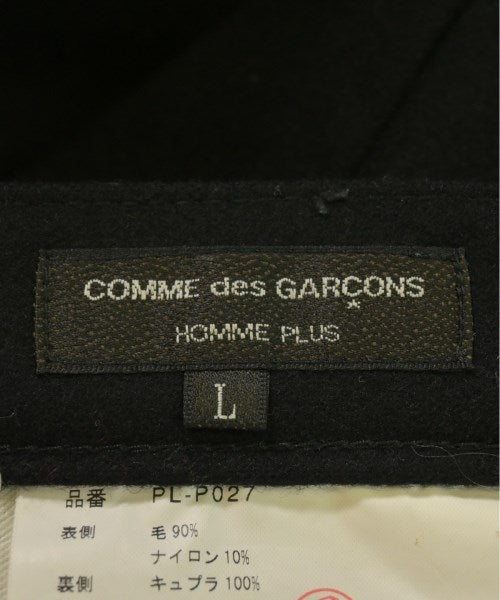 COMME des GARÇONS
HOMME PLUS
L
品番 PL-P027
表側 毛 90%
ナイロン 10%
裏側 キュプラ 100%